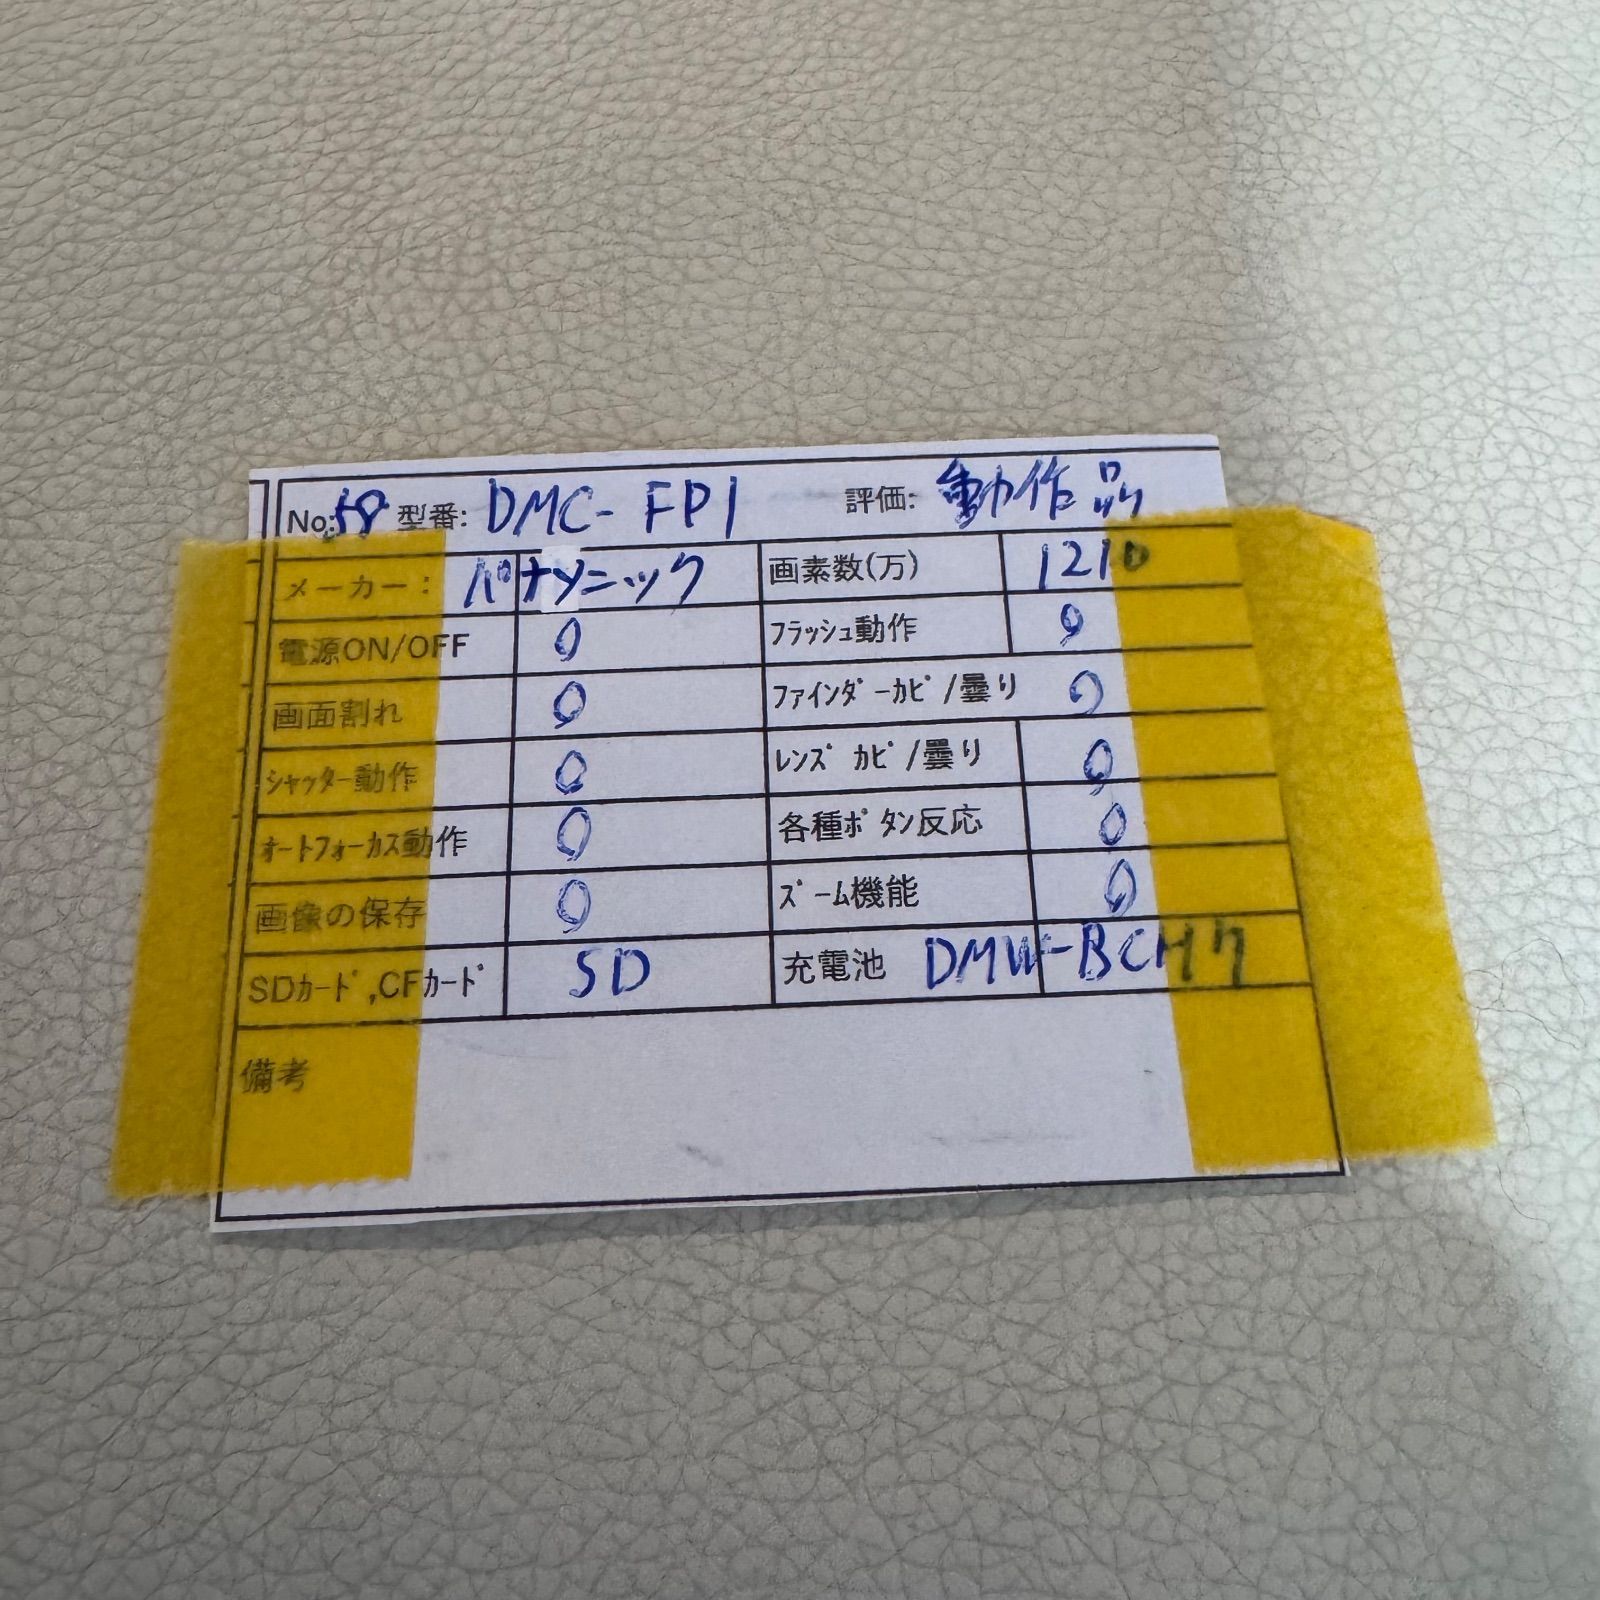 No:58 型番: DMC-FP1 評価: 動作品
メーカー: パナソニック 画素数(万) 1210
電源ON/OFF ○ フラッシュ動作 ○
画面割れ ○ ファインダーカビ/曇り ○
シャッター動作 ○ レンズ カビ/曇り ○
オートフォーカス動作 ○ 各種ボタン反応 ○
画像の保存 ○ ズーム機能 ○
SDカード,CFカード SD 充電池 DMW-BCH7
備考